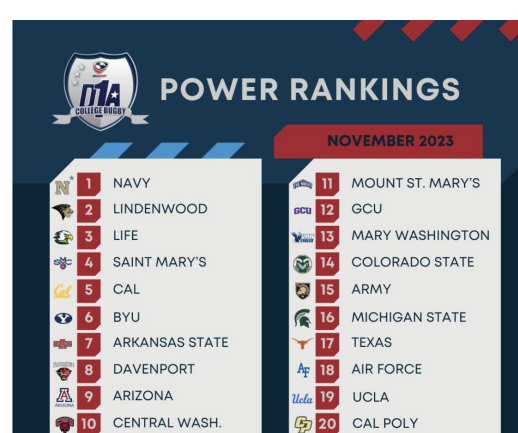 D1A
COLLEGE RUGBY
POWER RANKINGS
NOVEMBER 2023
1 NAVY
2 LINDENWOOD
3 LIFE
4 SAINT MARY'S
5 CAL
6 BYU
7 ARKANSAS STATE
8 DAVENPORT
9 ARIZONA
10 CENTRAL WASH.
11 MOUNT ST. MARY'S
GCU 12 GCU
13 MARY WASHINGTON
14 COLORADO STATE
15 ARMY
16 MICHIGAN STATE
17 TEXAS
AF 18 AIR FORCE
Ucla 19 UCLA
20 CAL POLY